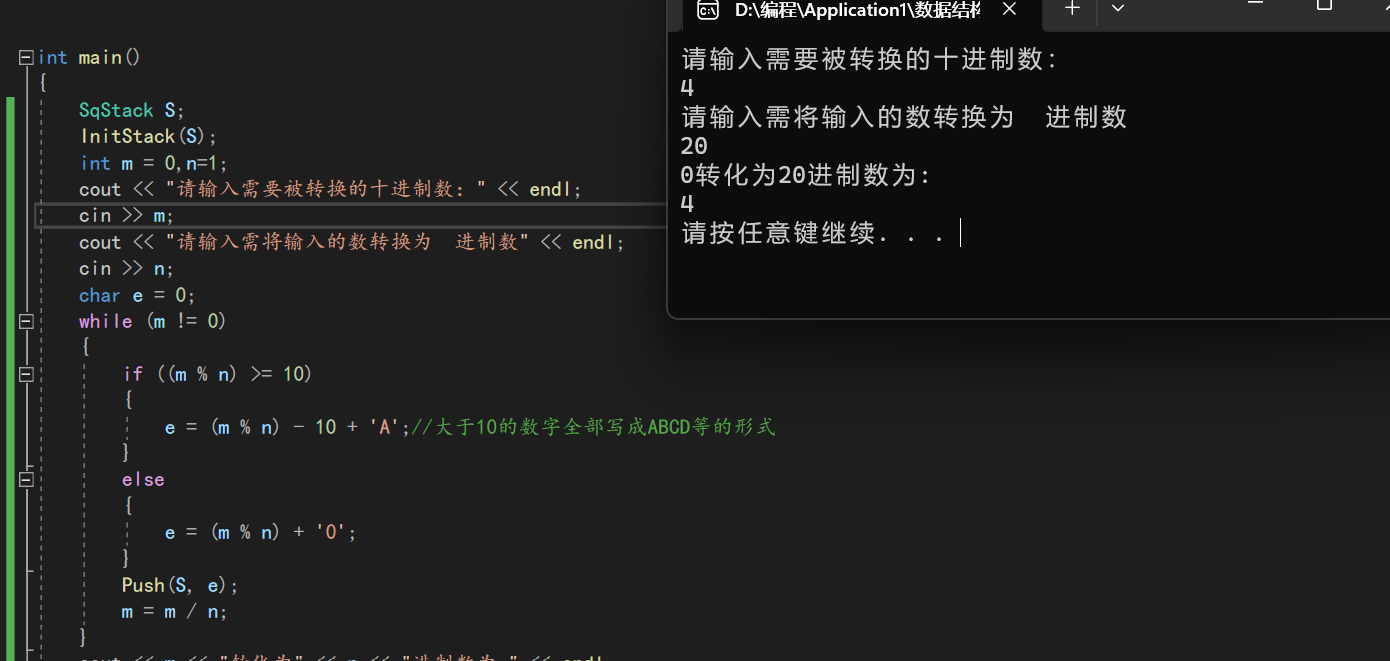 int main()
{
SqStack S;
InitStack(S);
int m = 0,n=1;
cout << "请输入需要被转换的十进制数：" << endl;
cin >> m;
cout << "请输入需将输入的数转换为  进制数" << endl;
cin >> n;
char e = 0;
while (m != 0)
{
if ((m % n) >= 10)
{
e = (m % n) - 10 + 'A';//大于10的数字全部写成ABCD等的形式
}
else
{
e = (m % n) + '0';
}
Push(S, e);
m = m / n;
}
D:\编程\Application1\数据结构
请输入需要被转换的十进制数：
4
请输入需将输入的数转换为  进制数
20
0转化为20进制数为：
4
请按任意键继续. . .